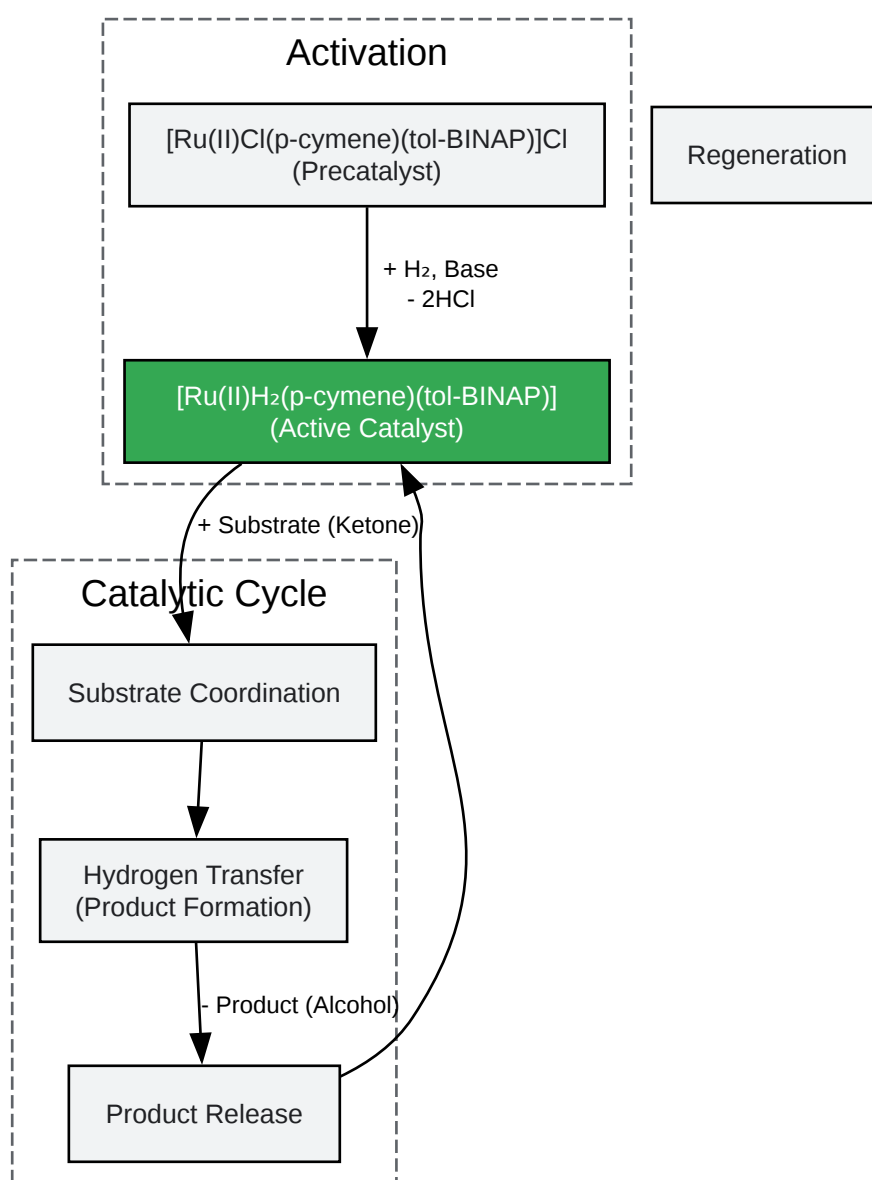 Activation
[Ru(II)Cl(p-cymene)(tol-BINAP)]Cl
(Precatalyst)
Regeneration
+ H₂, Base
- 2HCl
[Ru(II)H₂(p-cymene)(tol-BINAP)]
(Active Catalyst)
+ Substrate (Ketone)
Catalytic Cycle
Substrate Coordination
Hydrogen Transfer
(Product Formation)
- Product (Alcohol)
Product Release